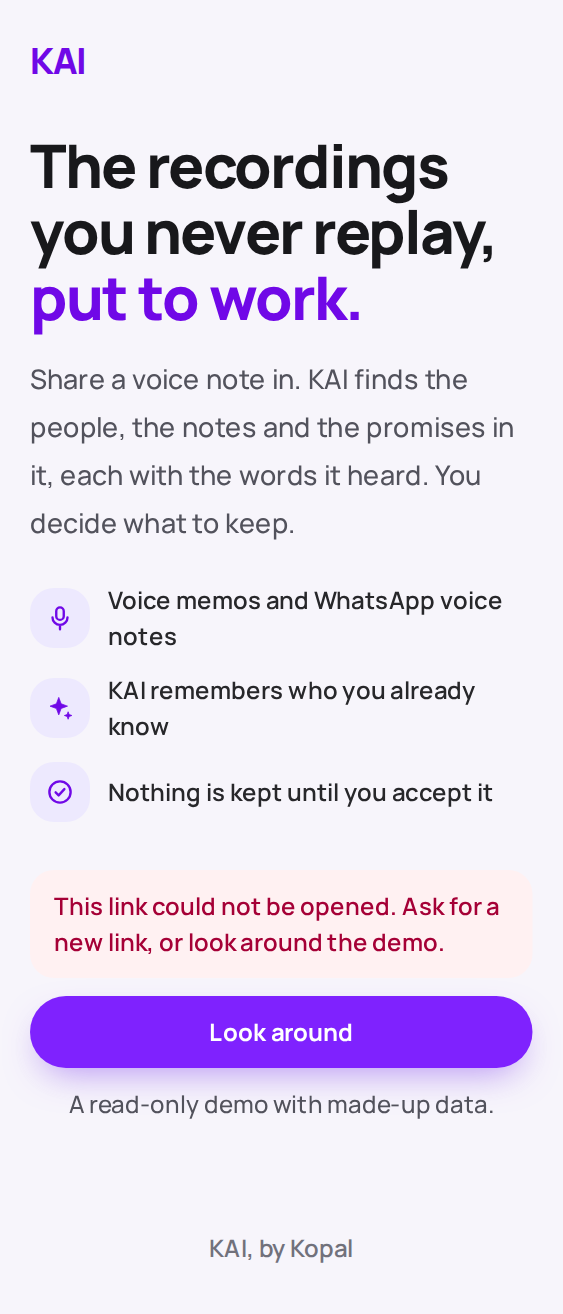 KAI
The recordings
you never replay,
put to work.
Share a voice note in. KAI finds the
people, the notes and the promises in
it, each with the words it heard. You
decide what to keep.
Voice memos and WhatsApp voice
notes
KAI remembers who you already
know
Nothing is kept until you accept it
This link could not be opened. Ask for a
new link, or look around the demo.
Look around
A read-only demo with made-up data.
KAI, by Kopal